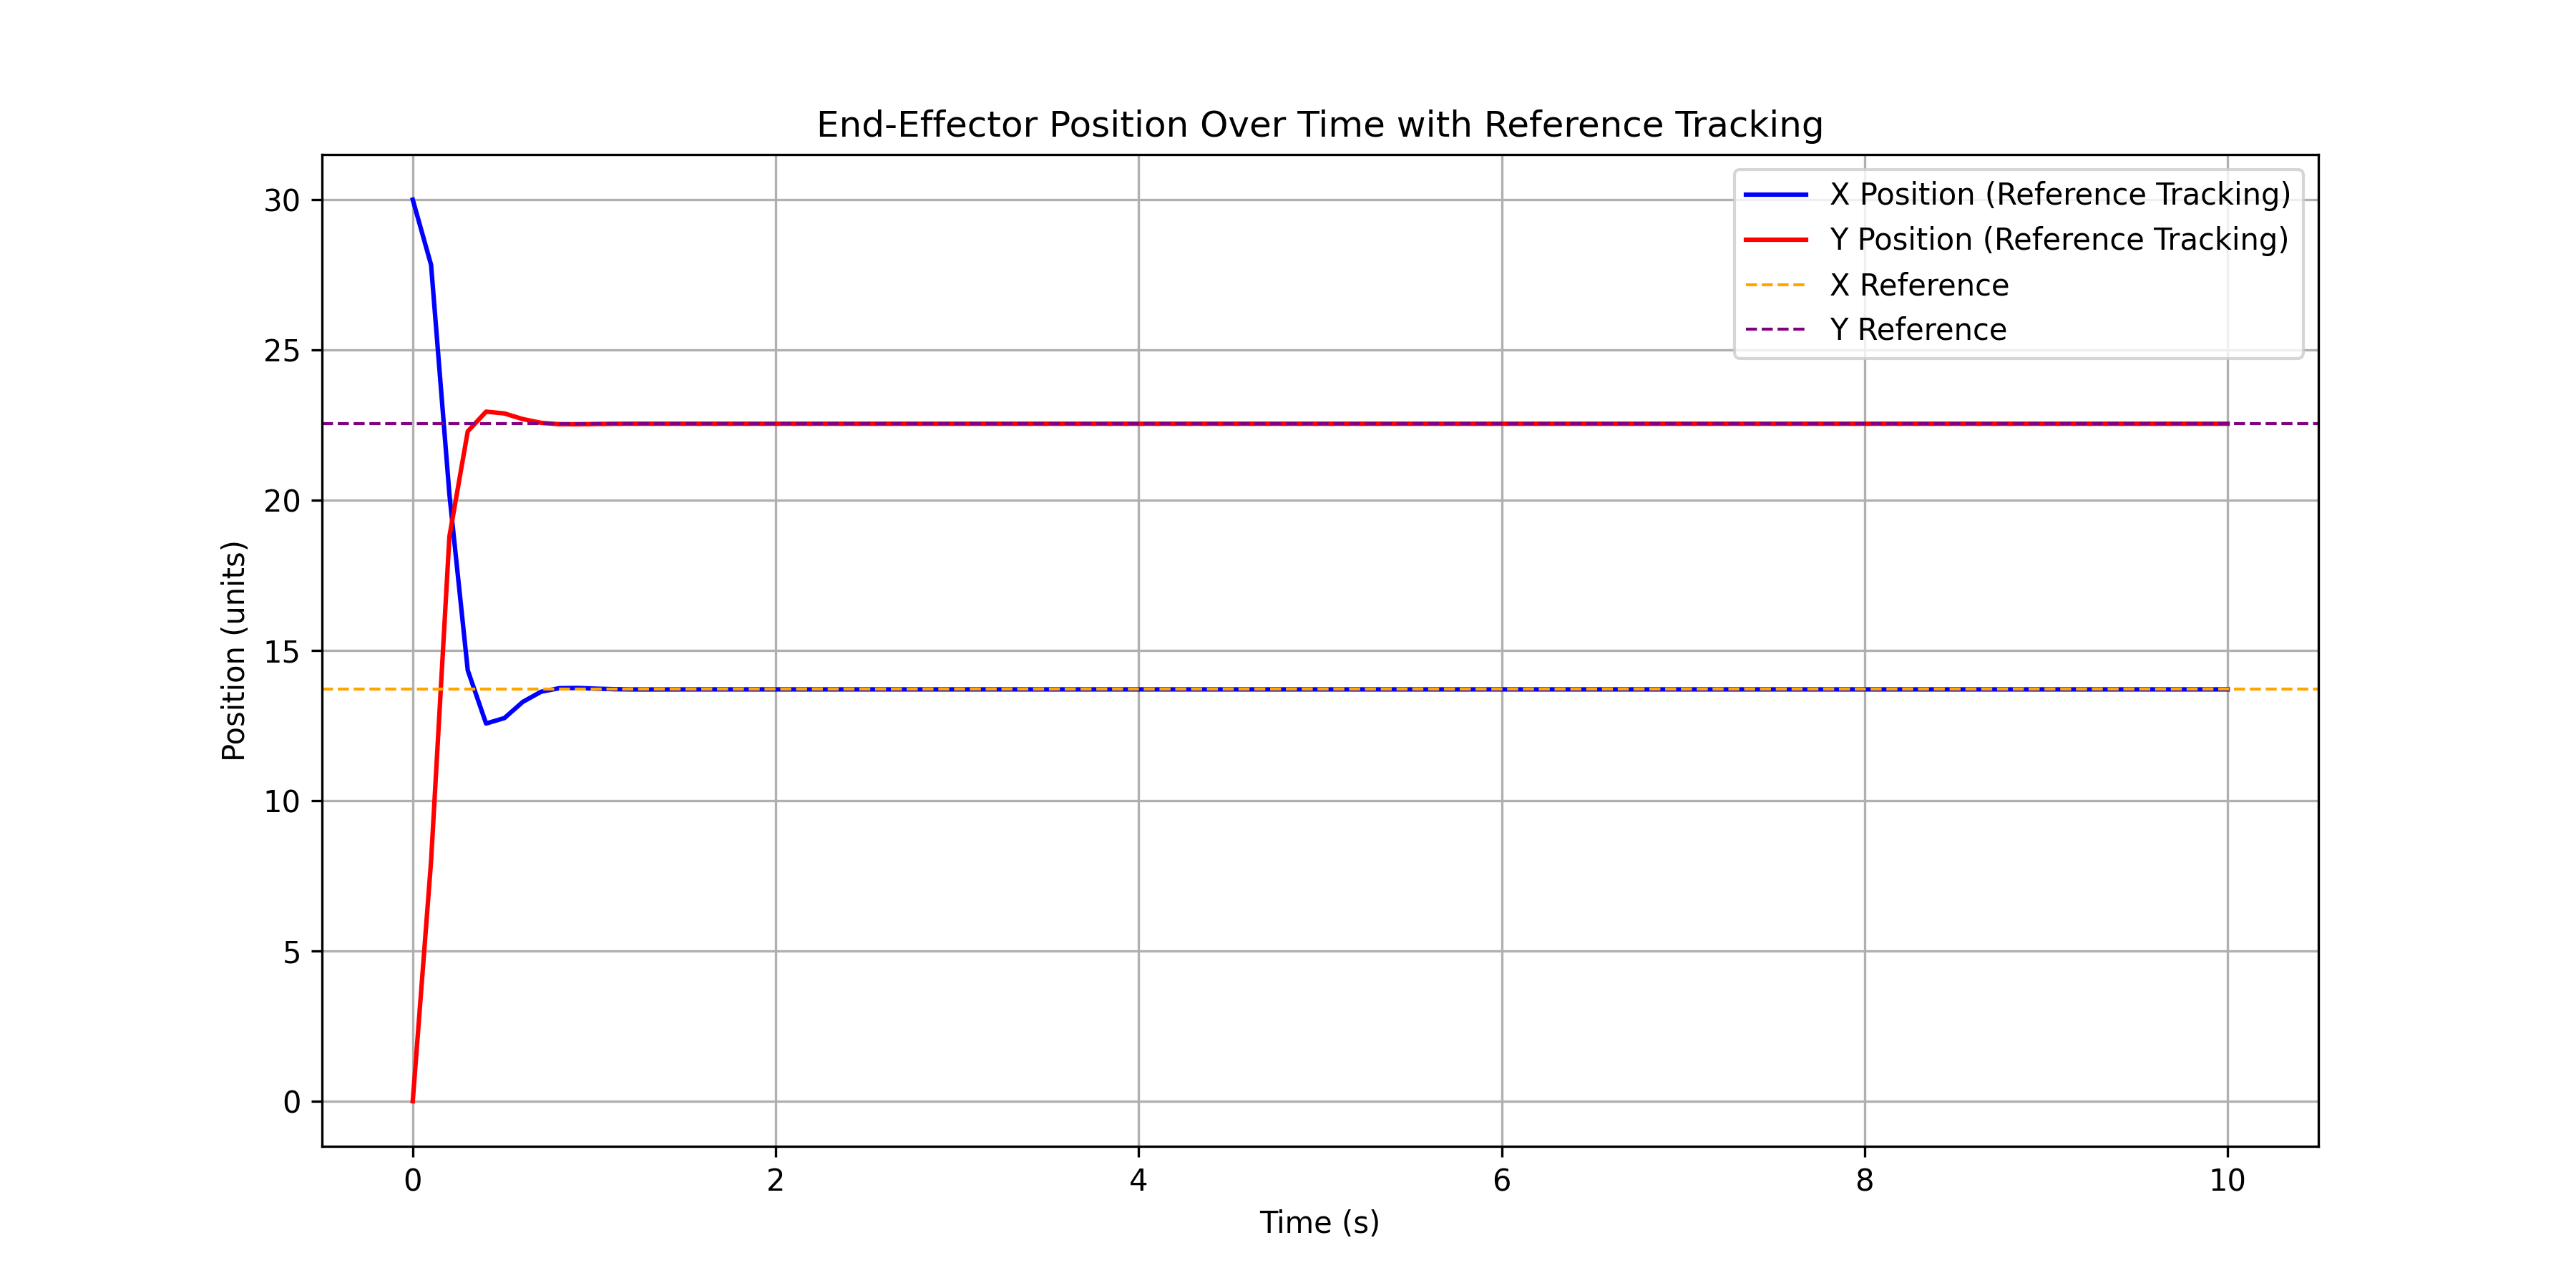 End-Effector Position Over Time with Reference Tracking
X Position (Reference Tracking)
Y Position (Reference Tracking)
X Reference
Y Reference
Position (units)
30
25
20
15
10
5
0
0 2 4 6 8 10
Time (s)